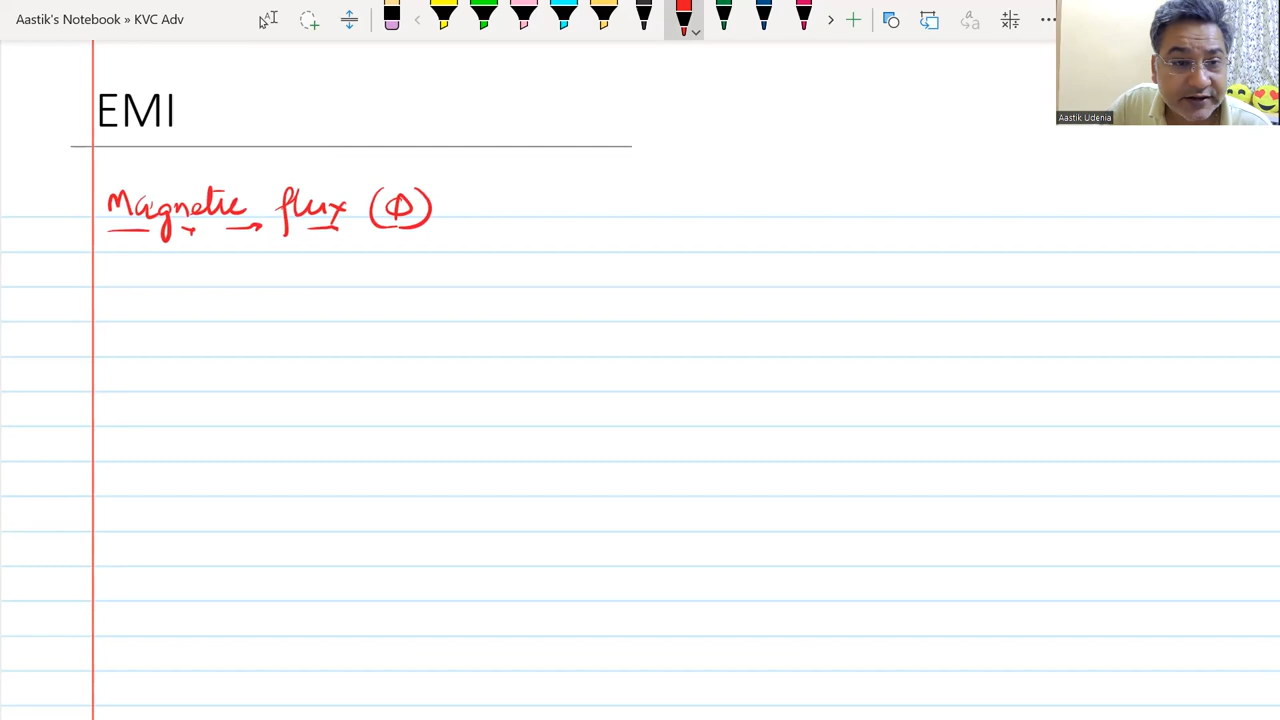 Aastik's Notebook » KVC Adv
Aastik Udenia
EMI
Magnetic flux (Φ)